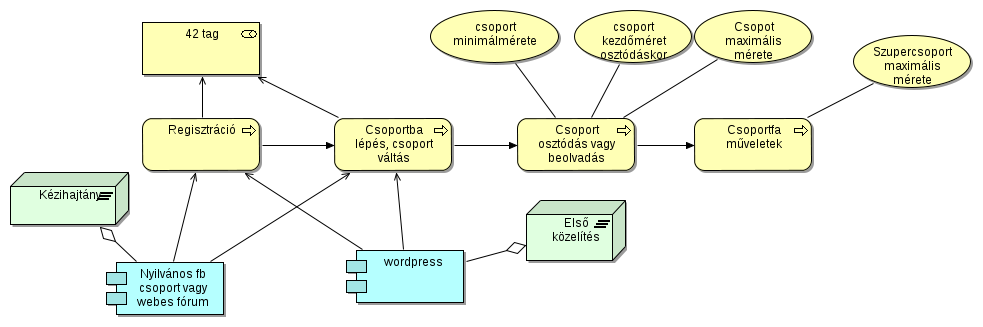 42 tag
csoport
minimálmérete
csoport
kezdőméret
osztódáskor
Csopot
maximális
mérete
Szupercsoport
maximális
mérete
Regisztráció
Csoportba
lépés, csoport
váltás
Csoport
osztódás vagy
beolvadás
Csoportfa
műveletek
Kézihajtány
Első
közelítés
Nyilvános fb
csoport vagy
webes fórum
wordpress